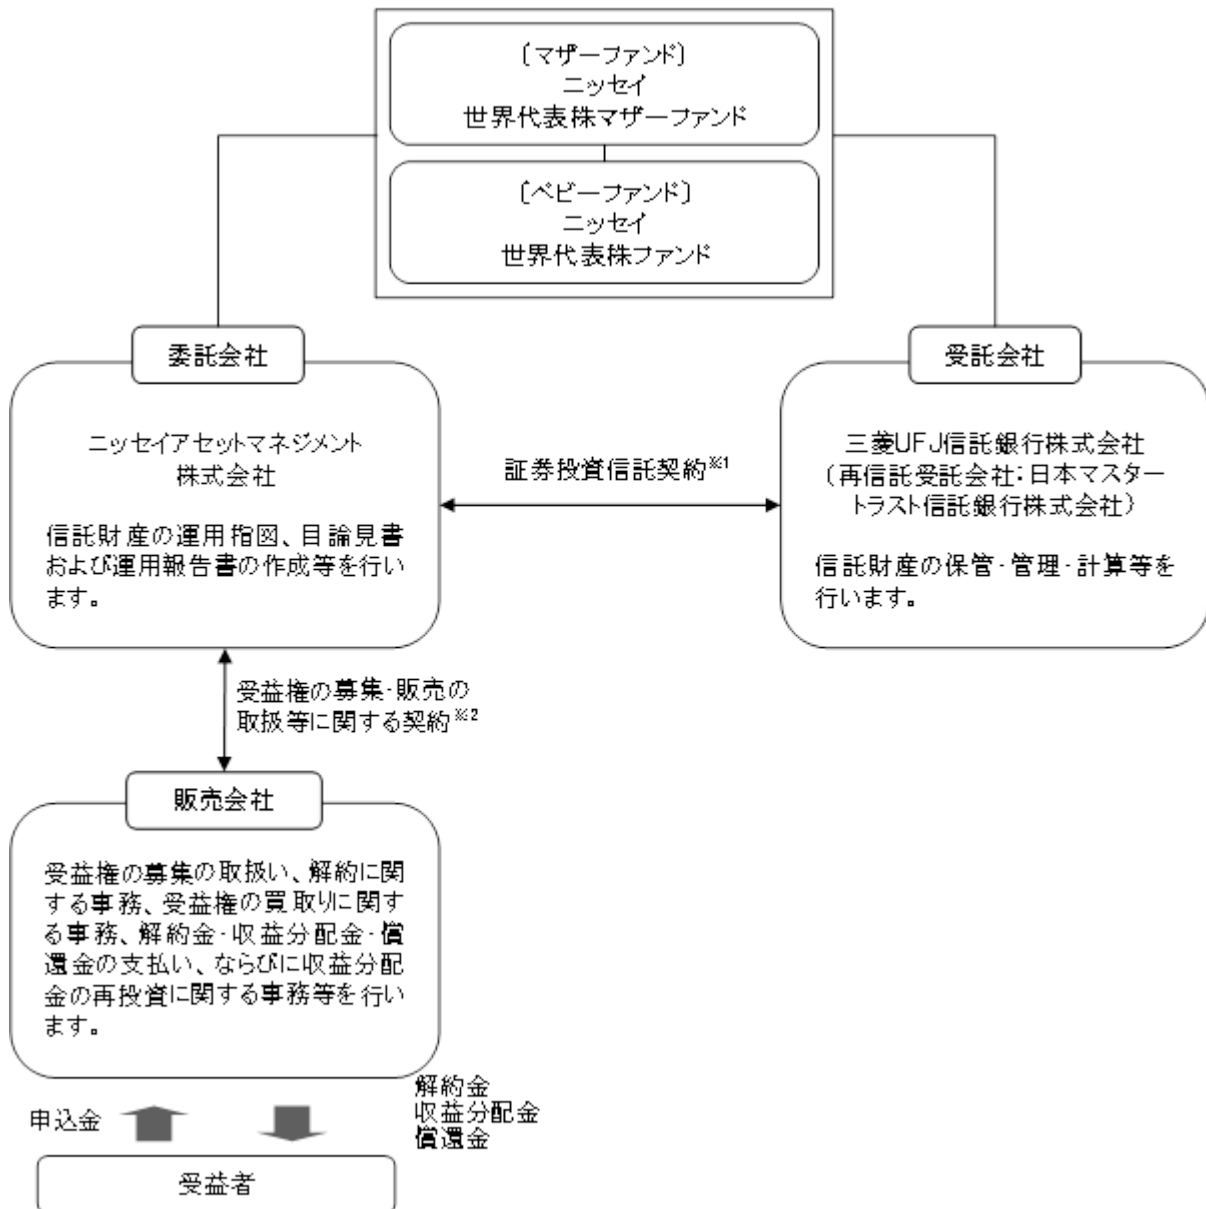 〔マザーファンド〕
ニッセイ
世界代表株マザーファンド
〔ベビーファンド〕
ニッセイ
世界代表株ファンド
委託会社
ニッセイアセットマネジメント
株式会社
信託財産の運用指図、目論見書
および運用報告書の作成等を行い
ます。
証券投資信託契約※1
受託会社
三菱UFJ信託銀行株式会社
(再信託受託会社:日本マスター
トラスト信託銀行株式会社)
信託財産の保管・管理・計算等を
行います。
受益権の募集・販売の
取扱等に関する契約※2
販売会社
受益権の募集の取扱い、解約に関
する事務、受益権の買取りに関す
る事務、解約金・収益分配金・償
還金の支払い、ならびに収益分配
金の再投資に関する事務等を行い
ます。
申込金
解約金
収益分配金
償還金
受益者